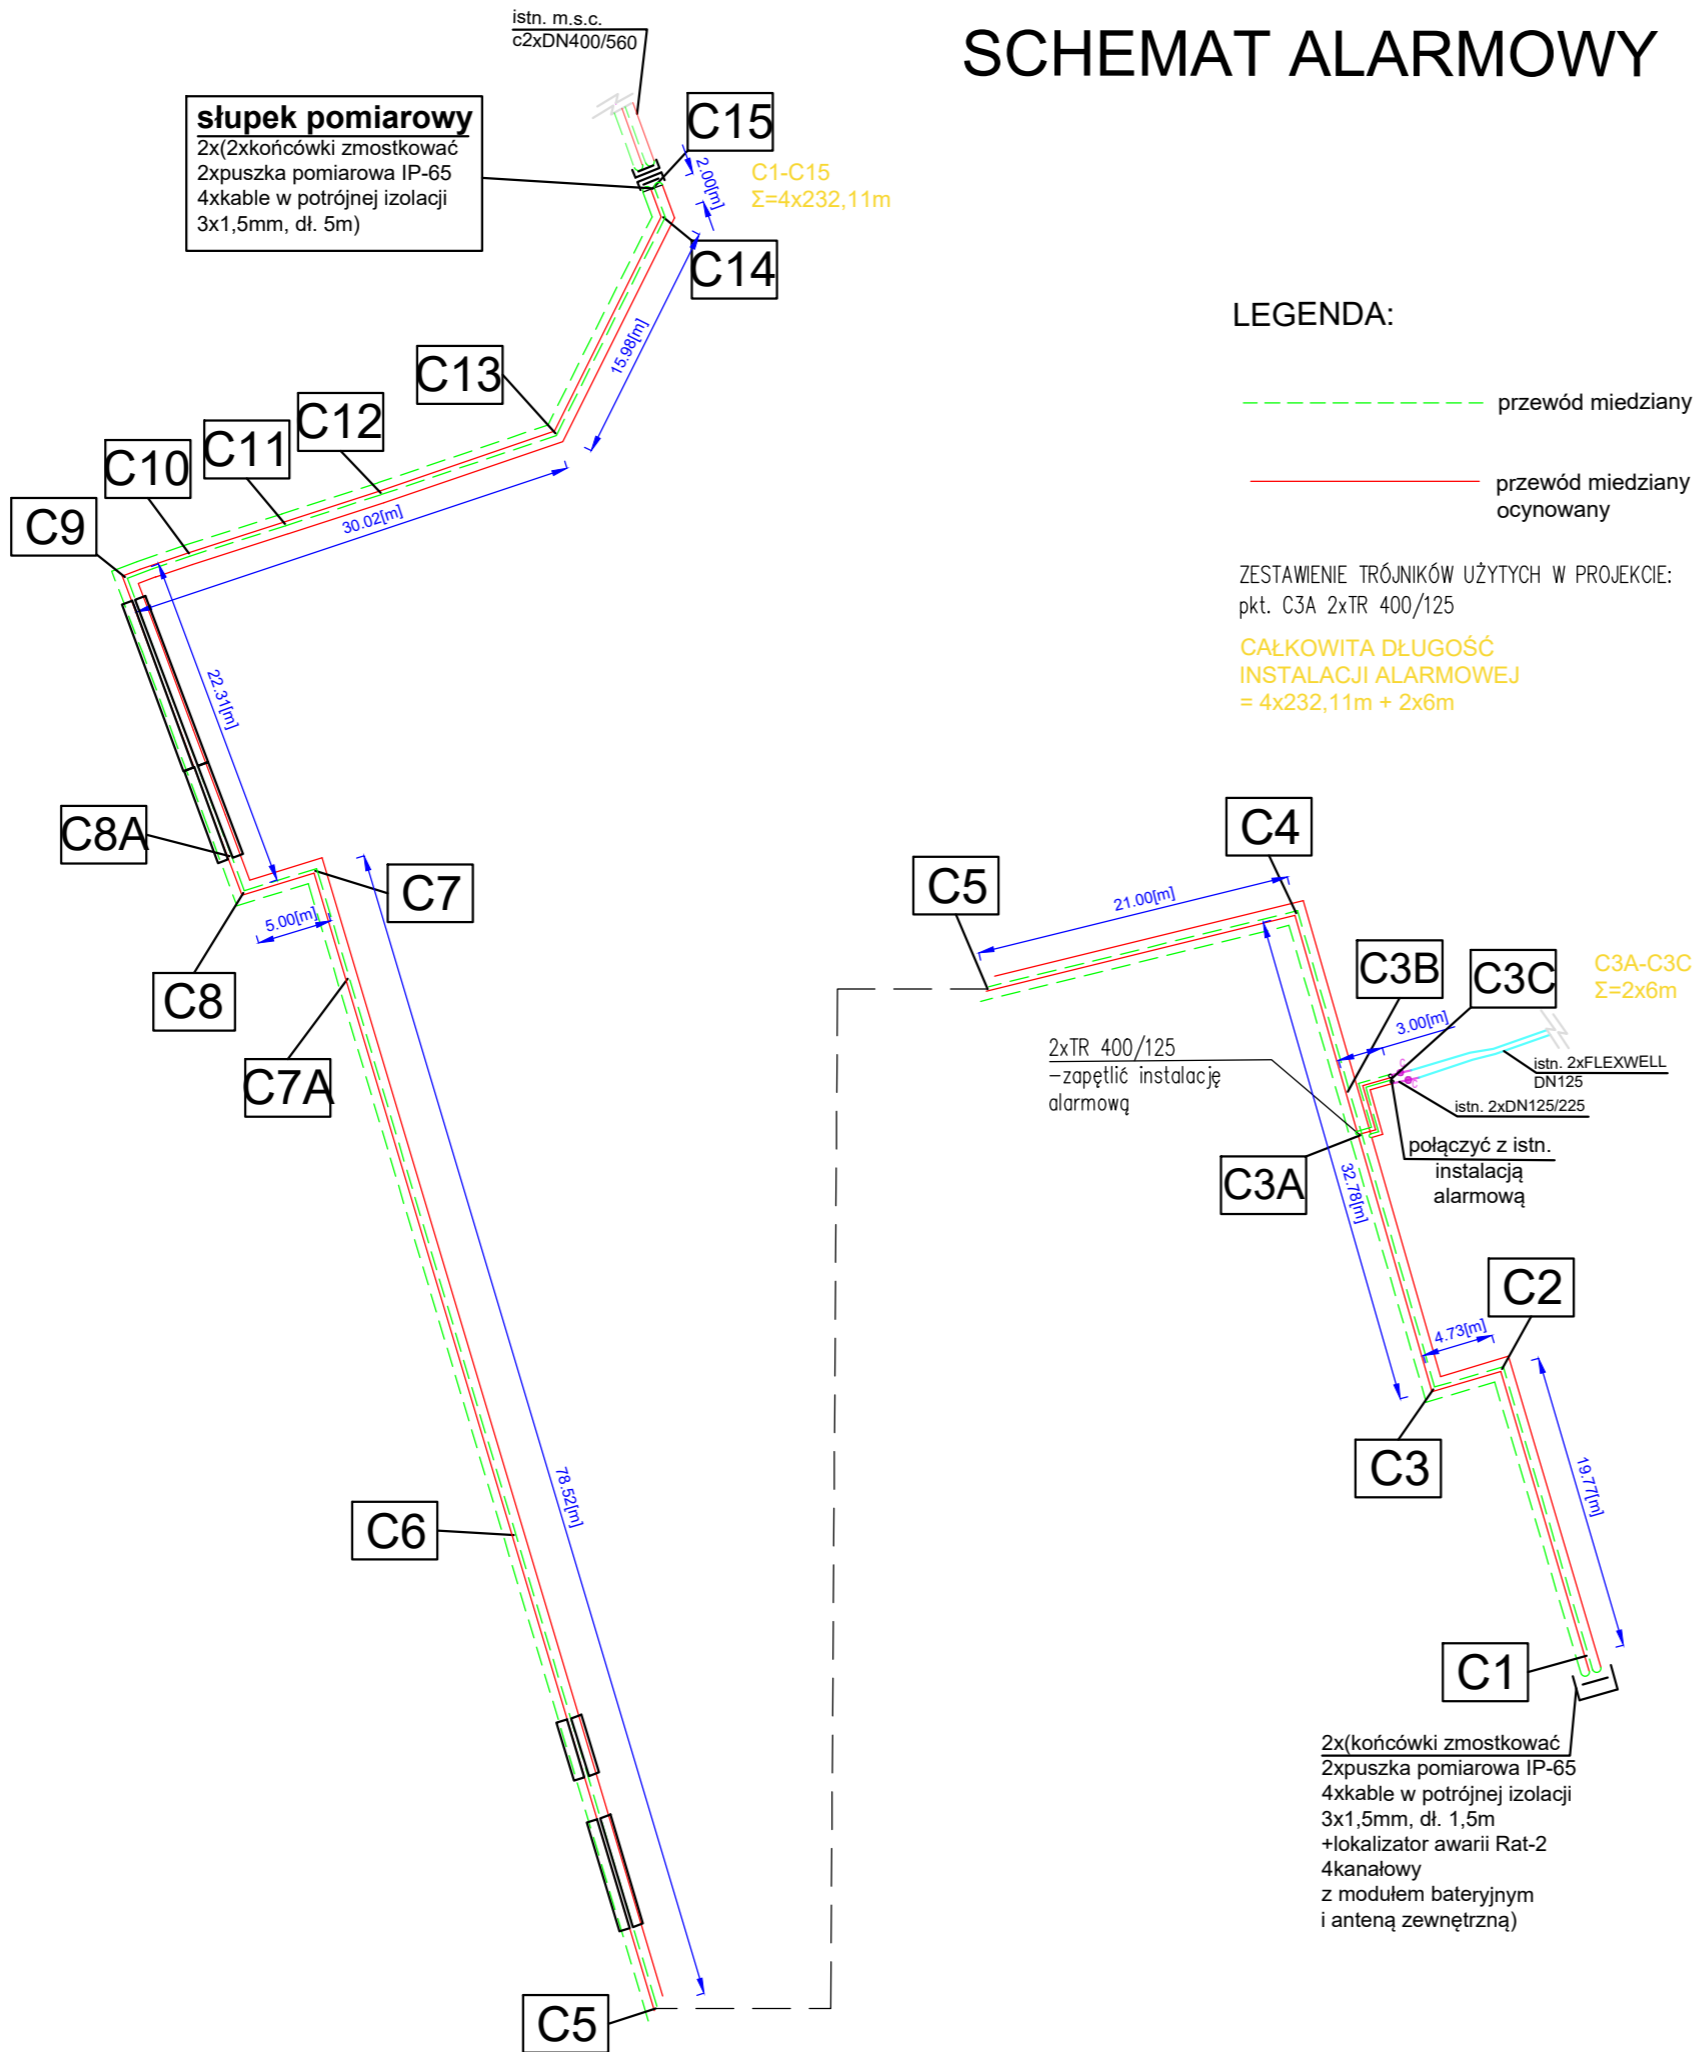 SCHEMAT ALARMOWY
istn. m.s.c.
c2xDN400/560
słupek pomiarowy
2x(2xkońcówki zmostkować
2xpuszka pomiarowa IP-65
4xkable w potrójnej izolacji
3x1,5mm, dł. 5m)
C15
2.00[m]
C1-C15
Σ=4x232,11m
C14
15.98[m]
C13
C12
C11
C10
C9
30.02[m]
22.31[m]
C8A
C7
5.00[m]
C8
C7A
78.52[m]
C6
C5
LEGENDA:
przewód miedziany
przewód miedziany
ocynowany
ZESTAWIENIE TRÓJNIKÓW UŻYTYCH W PROJEKCIE:
pkt. C3A 2xTR 400/125
CAŁKOWITA DŁUGOŚĆ
INSTALACJI ALARMOWEJ
= 4x232,11m + 2x6m
C4
C5
21.00[m]
C3B
C3C
C3A-C3C
Σ=2x6m
3.00[m]
2xTR 400/125
-zapętlić instalację
alarmową
istn. 2xFLEXWELL
DN125
istn. 2xDN125/225
połączyć z istn.
instalacją
alarmową
C3A
32.78[m]
C2
4.73[m]
C3
19.77[m]
C1
2x(końcówki zmostkować
2xpuszka pomiarowa IP-65
4xkable w potrójnej izolacji
3x1,5mm, dł. 1,5m
+lokalizator awarii Rat-2
4kanałowy
z modułem bateryjnym
i anteną zewnętrzną)